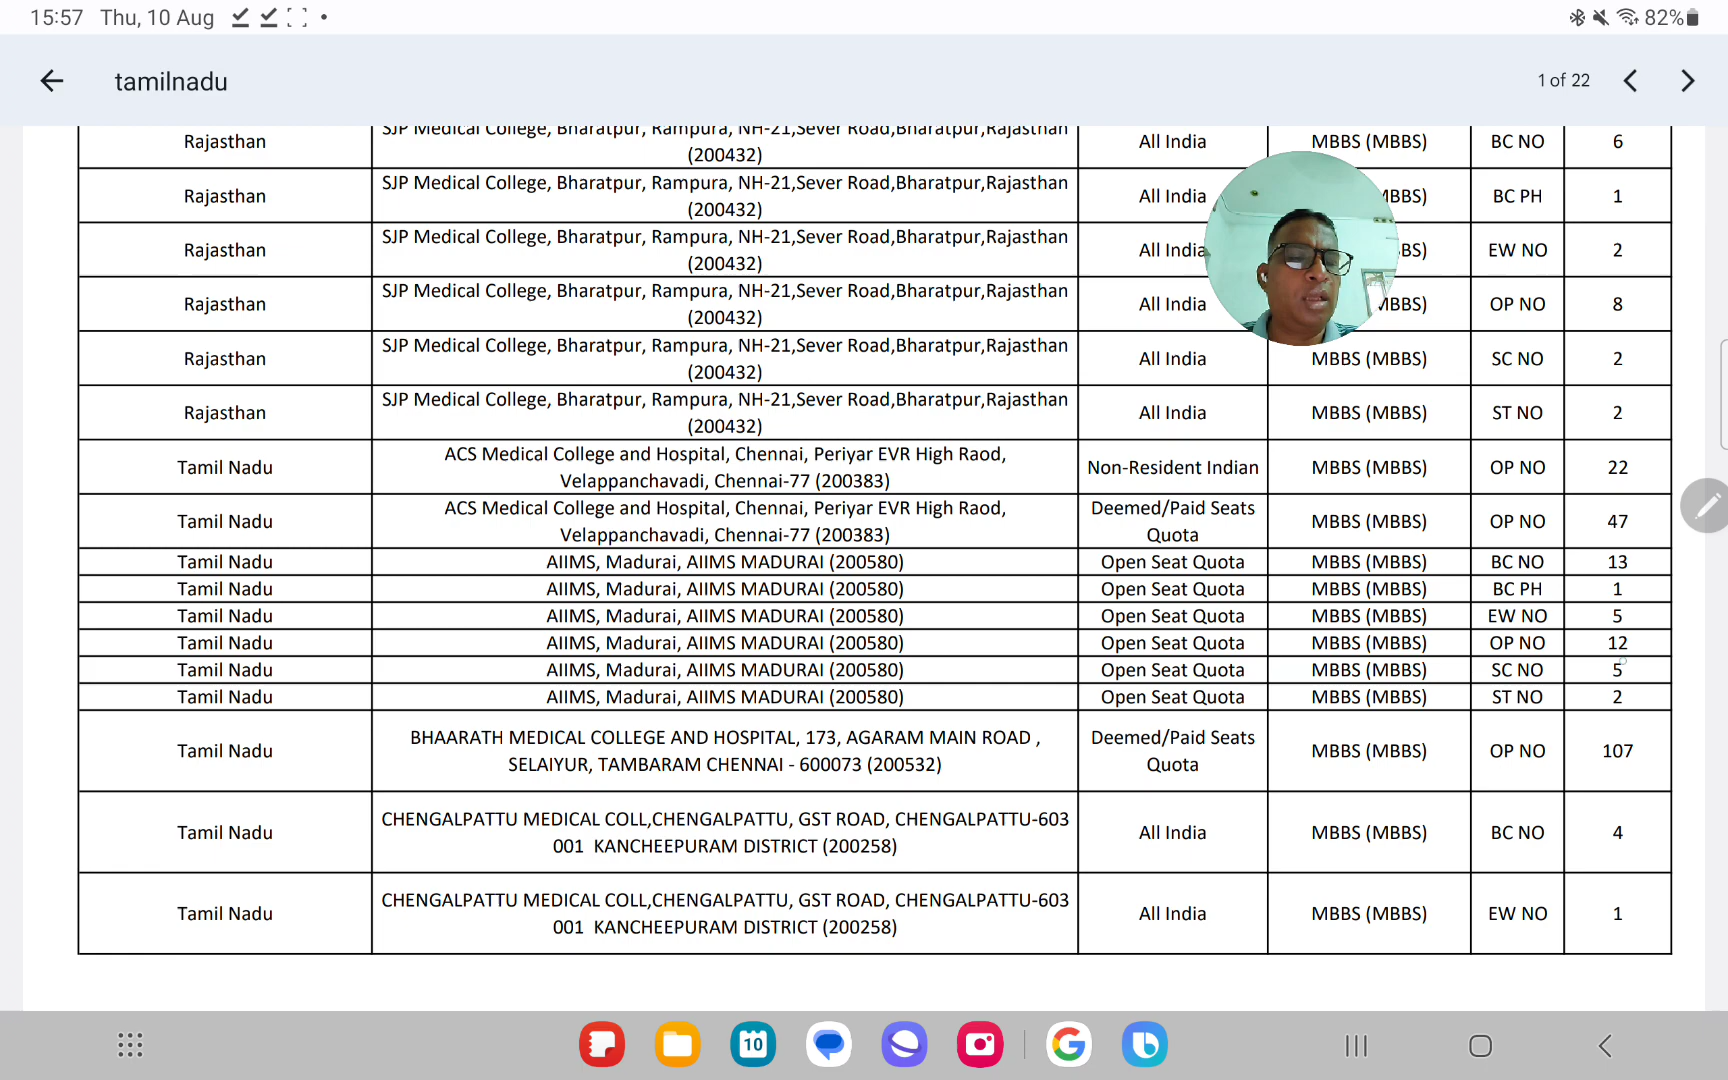 15:57 Thu, 10 Aug 82%
tamilnadu 1 of 22
Rajasthan SJP Medical College, Bharatpur, Rampura, NH-21,Sever Road,Bharatpur,Rajasthan All India MBBS (MBBS) BC NO 6
(200432)
SJP Medical College, Bharatpur, Rampura, NH-21,Sever Road,Bharatpur,Rajasthan
Rajasthan All India BBS) BC PH 1
(200432)
SJP Medical College, Bharatpur, Rampura, NH-21,Sever Road,Bharatpur,Rajasthan
Rajasthan All India BS) EW NO 2
(200432)
SJP Medical College, Bharatpur, Rampura, NH-21,Sever Road,Bharatpur,Rajasthan
Rajasthan All India MBBS) OP NO 8
(200432)
SJP Medical College, Bharatpur, Rampura, NH-21,Sever Road,Bharatpur,Rajasthan
Rajasthan All India MBBS (MBBS) SC NO 2
(200432)
SJP Medical College, Bharatpur, Rampura, NH-21,Sever Road,Bharatpur,Rajasthan
Rajasthan All India MBBS (MBBS) ST NO 2
(200432)
ACS Medical College and Hospital, Chennai, Periyar EVR High Raod,
Tamil Nadu Non-Resident Indian MBBS (MBBS) OP NO 22
Velappanchavadi, Chennai-77 (200383)
ACS Medical College and Hospital, Chennai, Periyar EVR High Raod, Deemed/Paid Seats
Tamil Nadu MBBS (MBBS) OP NO 47
Velappanchavadi, Chennai-77 (200383) Quota
Tamil Nadu AIIMS, Madurai, AIIMS MADURAI (200580) Open Seat Quota MBBS (MBBS) BC NO 13
Tamil Nadu AIIMS, Madurai, AIIMS MADURAI (200580) Open Seat Quota MBBS (MBBS) BC PH 1
Tamil Nadu AIIMS, Madurai, AIIMS MADURAI (200580) Open Seat Quota MBBS (MBBS) EW NO 5
Tamil Nadu AIIMS, Madurai, AIIMS MADURAI (200580) Open Seat Quota MBBS (MBBS) OP NO 12
Tamil Nadu AIIMS, Madurai, AIIMS MADURAI (200580) Open Seat Quota MBBS (MBBS) SC NO 5
Tamil Nadu AIIMS, Madurai, AIIMS MADURAI (200580) Open Seat Quota MBBS (MBBS) ST NO 2
BHAARATH MEDICAL COLLEGE AND HOSPITAL, 173, AGARAM MAIN ROAD , Deemed/Paid Seats
Tamil Nadu MBBS (MBBS) OP NO 107
SELAIYUR, TAMBARAM CHENNAI - 600073 (200532) Quota
CHENGALPATTU MEDICAL COLL,CHENGALPATTU, GST ROAD, CHENGALPATTU-603
Tamil Nadu All India MBBS (MBBS) BC NO 4
001 KANCHEEPURAM DISTRICT (200258)
CHENGALPATTU MEDICAL COLL,CHENGALPATTU, GST ROAD, CHENGALPATTU-603
Tamil Nadu All India MBBS (MBBS) EW NO 1
001 KANCHEEPURAM DISTRICT (200258)
10